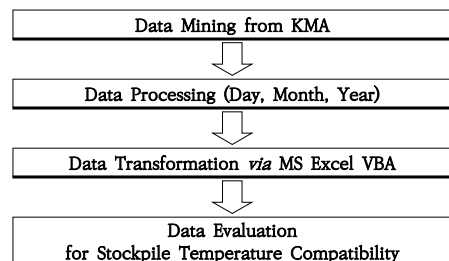 Data Mining from KMA
Data Processing (Day, Month, Year)
Data Transformation via MS Excel VBA
Data Evaluation
for Stockpile Temperature Compatibility